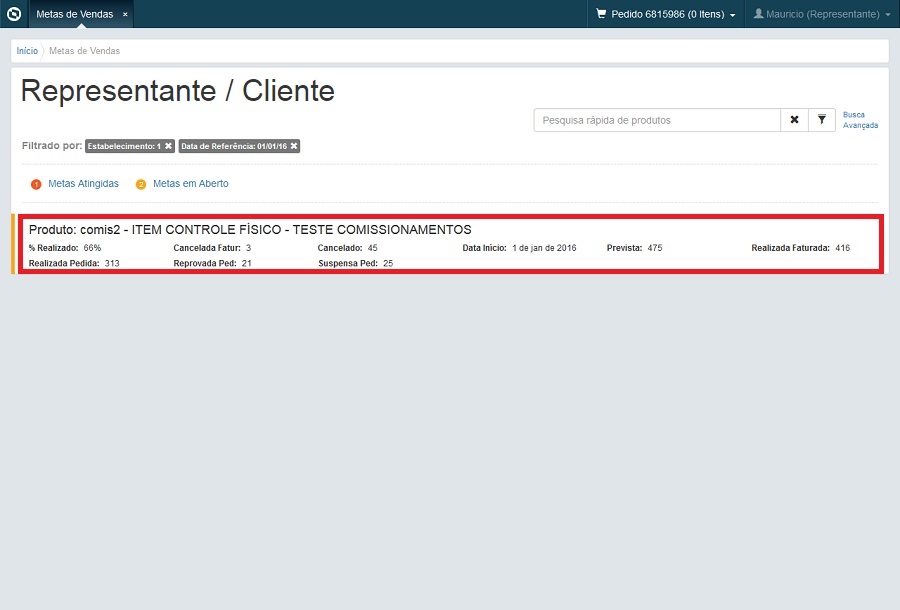 Metas de Vendas ×
Pedido 6815986 (0 Itens)
Mauricio (Representante)
Início Metas de Vendas
Representante / Cliente
Pesquisa rápida de produtos
Busca
Avançada
Filtrado por: Estabelecimento: 1 ✖ Data de Referência: 01/01/16 ✖
1 Metas Atingidas 2 Metas em Aberto
Produto: comis2 - ITEM CONTROLE FÍSICO - TESTE COMISSIONAMENTOS
% Realizado: 66% Cancelada Fatur: 3 Cancelado: 45 Data Início: 1 de jan de 2016 Prevista: 475 Realizada Faturada: 416
Realizada Pedida: 313 Reprovada Ped: 21 Suspensa Ped: 25